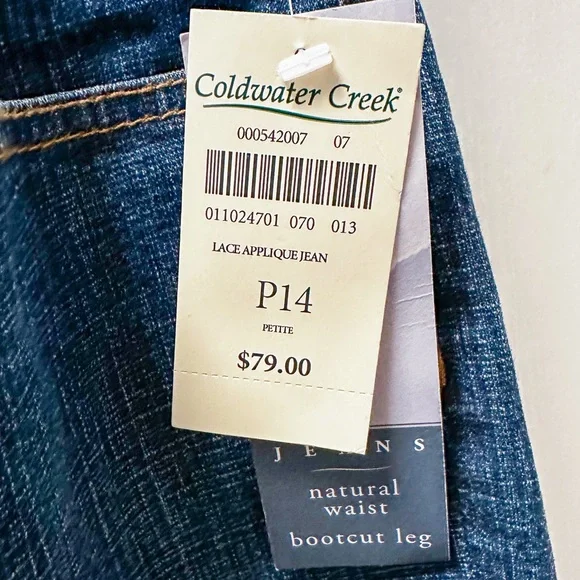 Coldwater Creek®
000542007 07
011024701 070 013
LACE APPLIQUE JEAN
P14
PETITE
$79.00
JEANS
natural
waist
bootcut leg